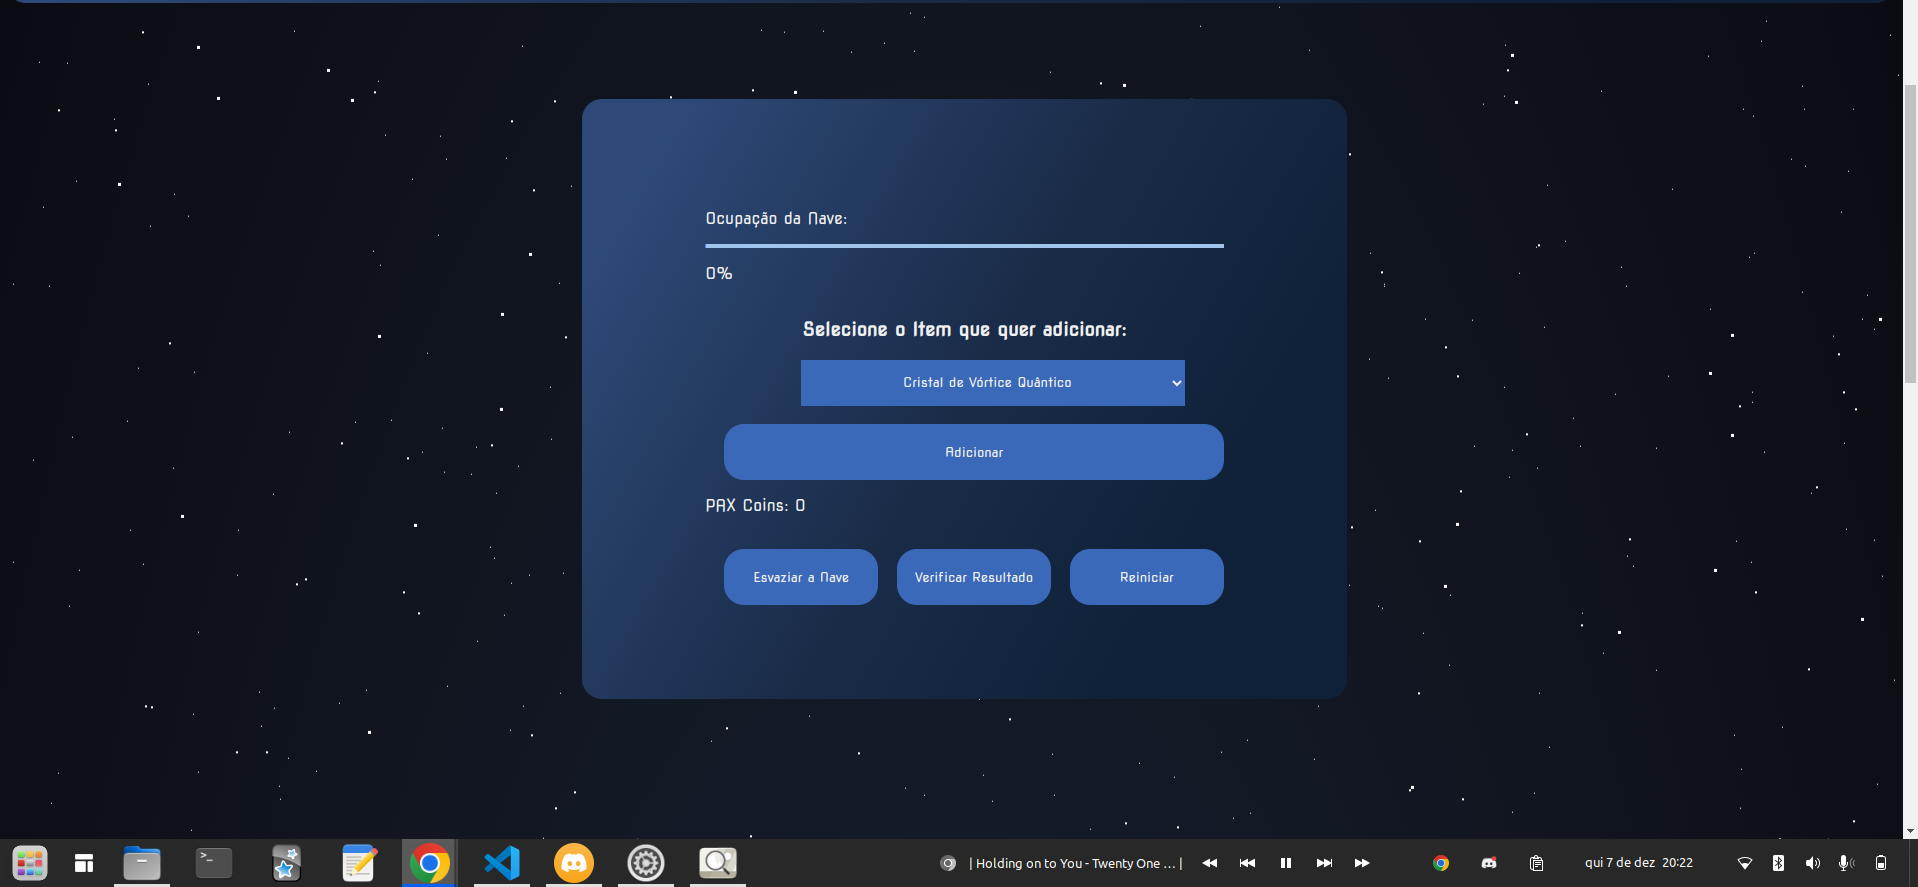 Ocupação da Nave:
0%
Selecione o Item que quer adicionar:
Cristal de Vórtice Quântico
Adicionar
PAX Coins: 0
Esvaziar a Nave
Verificar Resultado
Reiniciar
>_
| Holding on to You - Twenty One ... |
qui 7 de dez 20:22